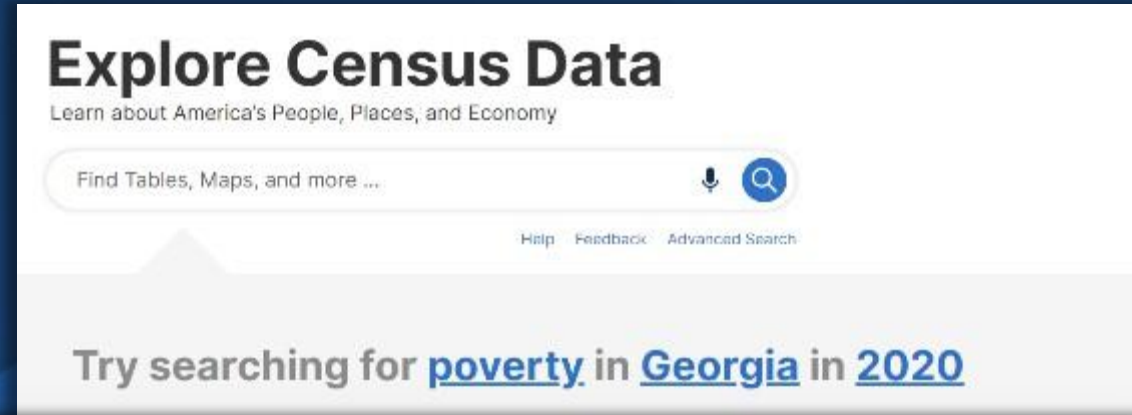 Explore Census Data
Learn about America's People, Places, and Economy
Find Tables, Maps, and more ...
Help Feedback Advanced Search
Try searching for poverty in Georgia in 2020